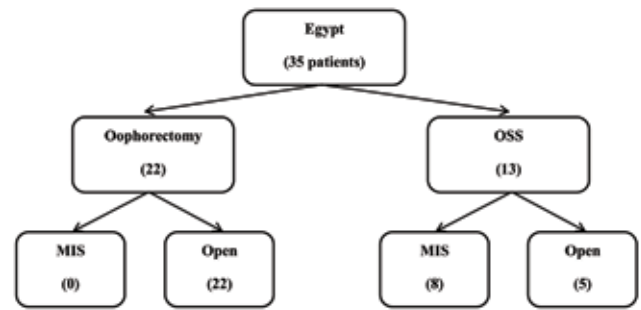 Egypt
(35 patients)
Oophorectomy
(22)
OSS
(13)
MIS
(0)
Open
(22)
MIS
(8)
Open
(5)